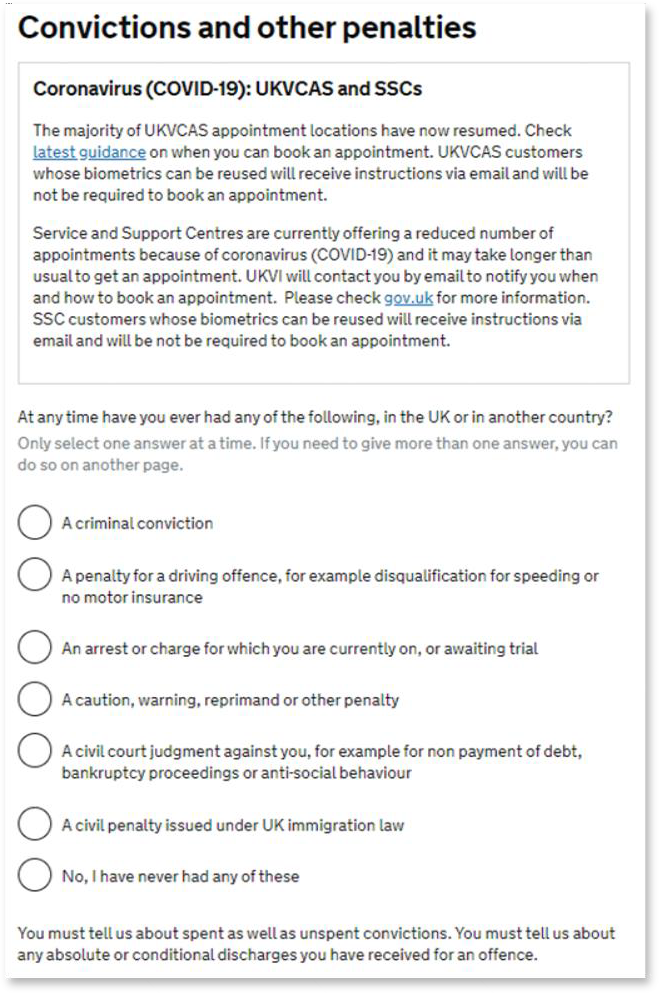 Convictions and other penalties
Coronavirus (COVID-19): UKVCAS and SSCs
The majority of UKVCAS appointment locations have now resumed. Check
latest guidance on when you can book an appointment. UKVCAS customers
whose biometrics can be reused will receive instructions via email and will be
not be required to book an appointment.
Service and Support Centres are currently offering a reduced number of
appointments because of coronavirus (COVID-19) and it may take longer than
usual to get an appointment. UKVI will contact you by email to notify you when
and how to book an appointment. Please check gov.uk for more information.
SSC customers whose biometrics can be reused will receive instructions via
email and will be not be required to book an appointment.
At any time have you ever had any of the following, in the UK or in another country?
Only select one answer at a time. If you need to give more than one answer, you can
do so on another page.
A criminal conviction
A penalty for a driving offence, for example disqualification for speeding or
no motor insurance
An arrest or charge for which you are currently on, or awaiting trial
A caution, warning, reprimand or other penalty
A civil court judgment against you, for example for non payment of debt,
bankruptcy proceedings or anti-social behaviour
A civil penalty issued under UK immigration law
No, I have never had any of these
You must tell us about spent as well as unspent convictions. You must tell us about
any absolute or conditional discharges you have received for an offence.